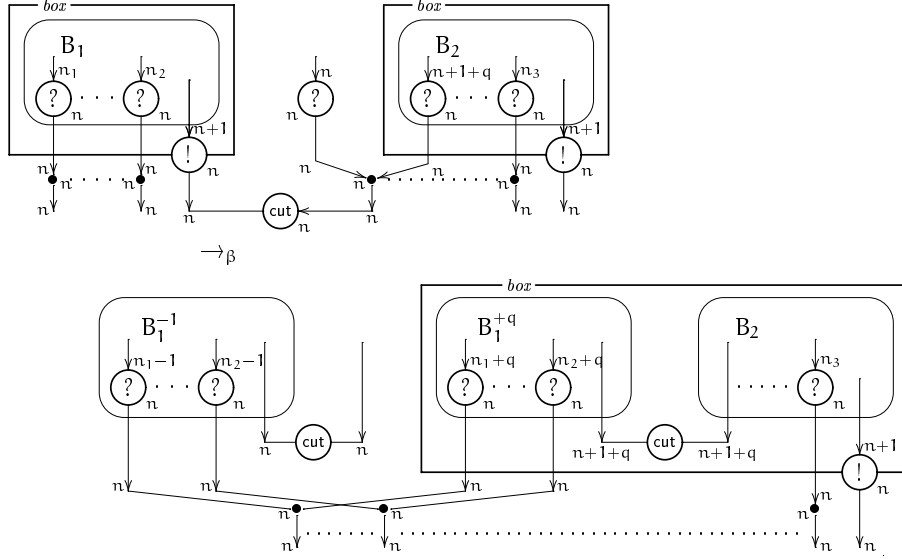 box box
B₁ B₂
n₁ n₂ n n+1+q n₃
? · · · ? ? ? · · · ?
n n n n n
n+1 n+1
! n ! n
n n n n n
n n n n
cut
n n n n n n n
→β
box
B₁⁻¹ B₁⁺q B₂
n₁−1 n₂−1 n₁+q n₂+q n₃
? · · · ? ? · · · ? · · · · · ?
n n n n n
cut cut
n n n+1+q n+1+q n+1
! n
n n n n n
n n n
n n n n